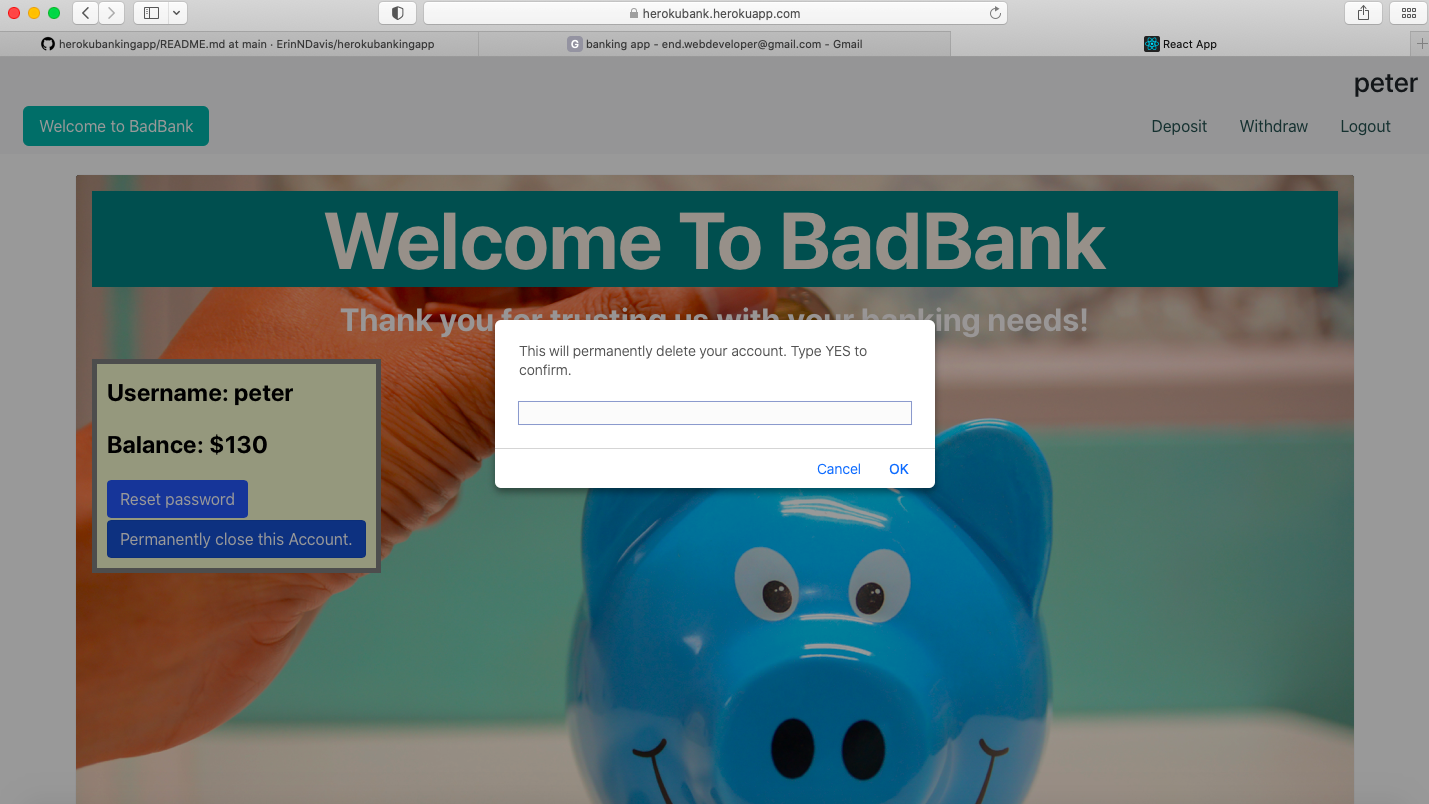 herokubank.herokuapp.com
herokubankingapp/README.md at main · ErinNDavis/herokubankingapp
G banking app - end.webdeveloper@gmail.com - Gmail
React App
peter
Welcome to BadBank
Deposit
Withdraw
Logout
Welcome To BadBank
Thank you for trusting us with your banking needs!
This will permanently delete your account. Type YES to
confirm.
Cancel
OK
Username: peter
Balance: $130
Reset password
Permanently close this Account.